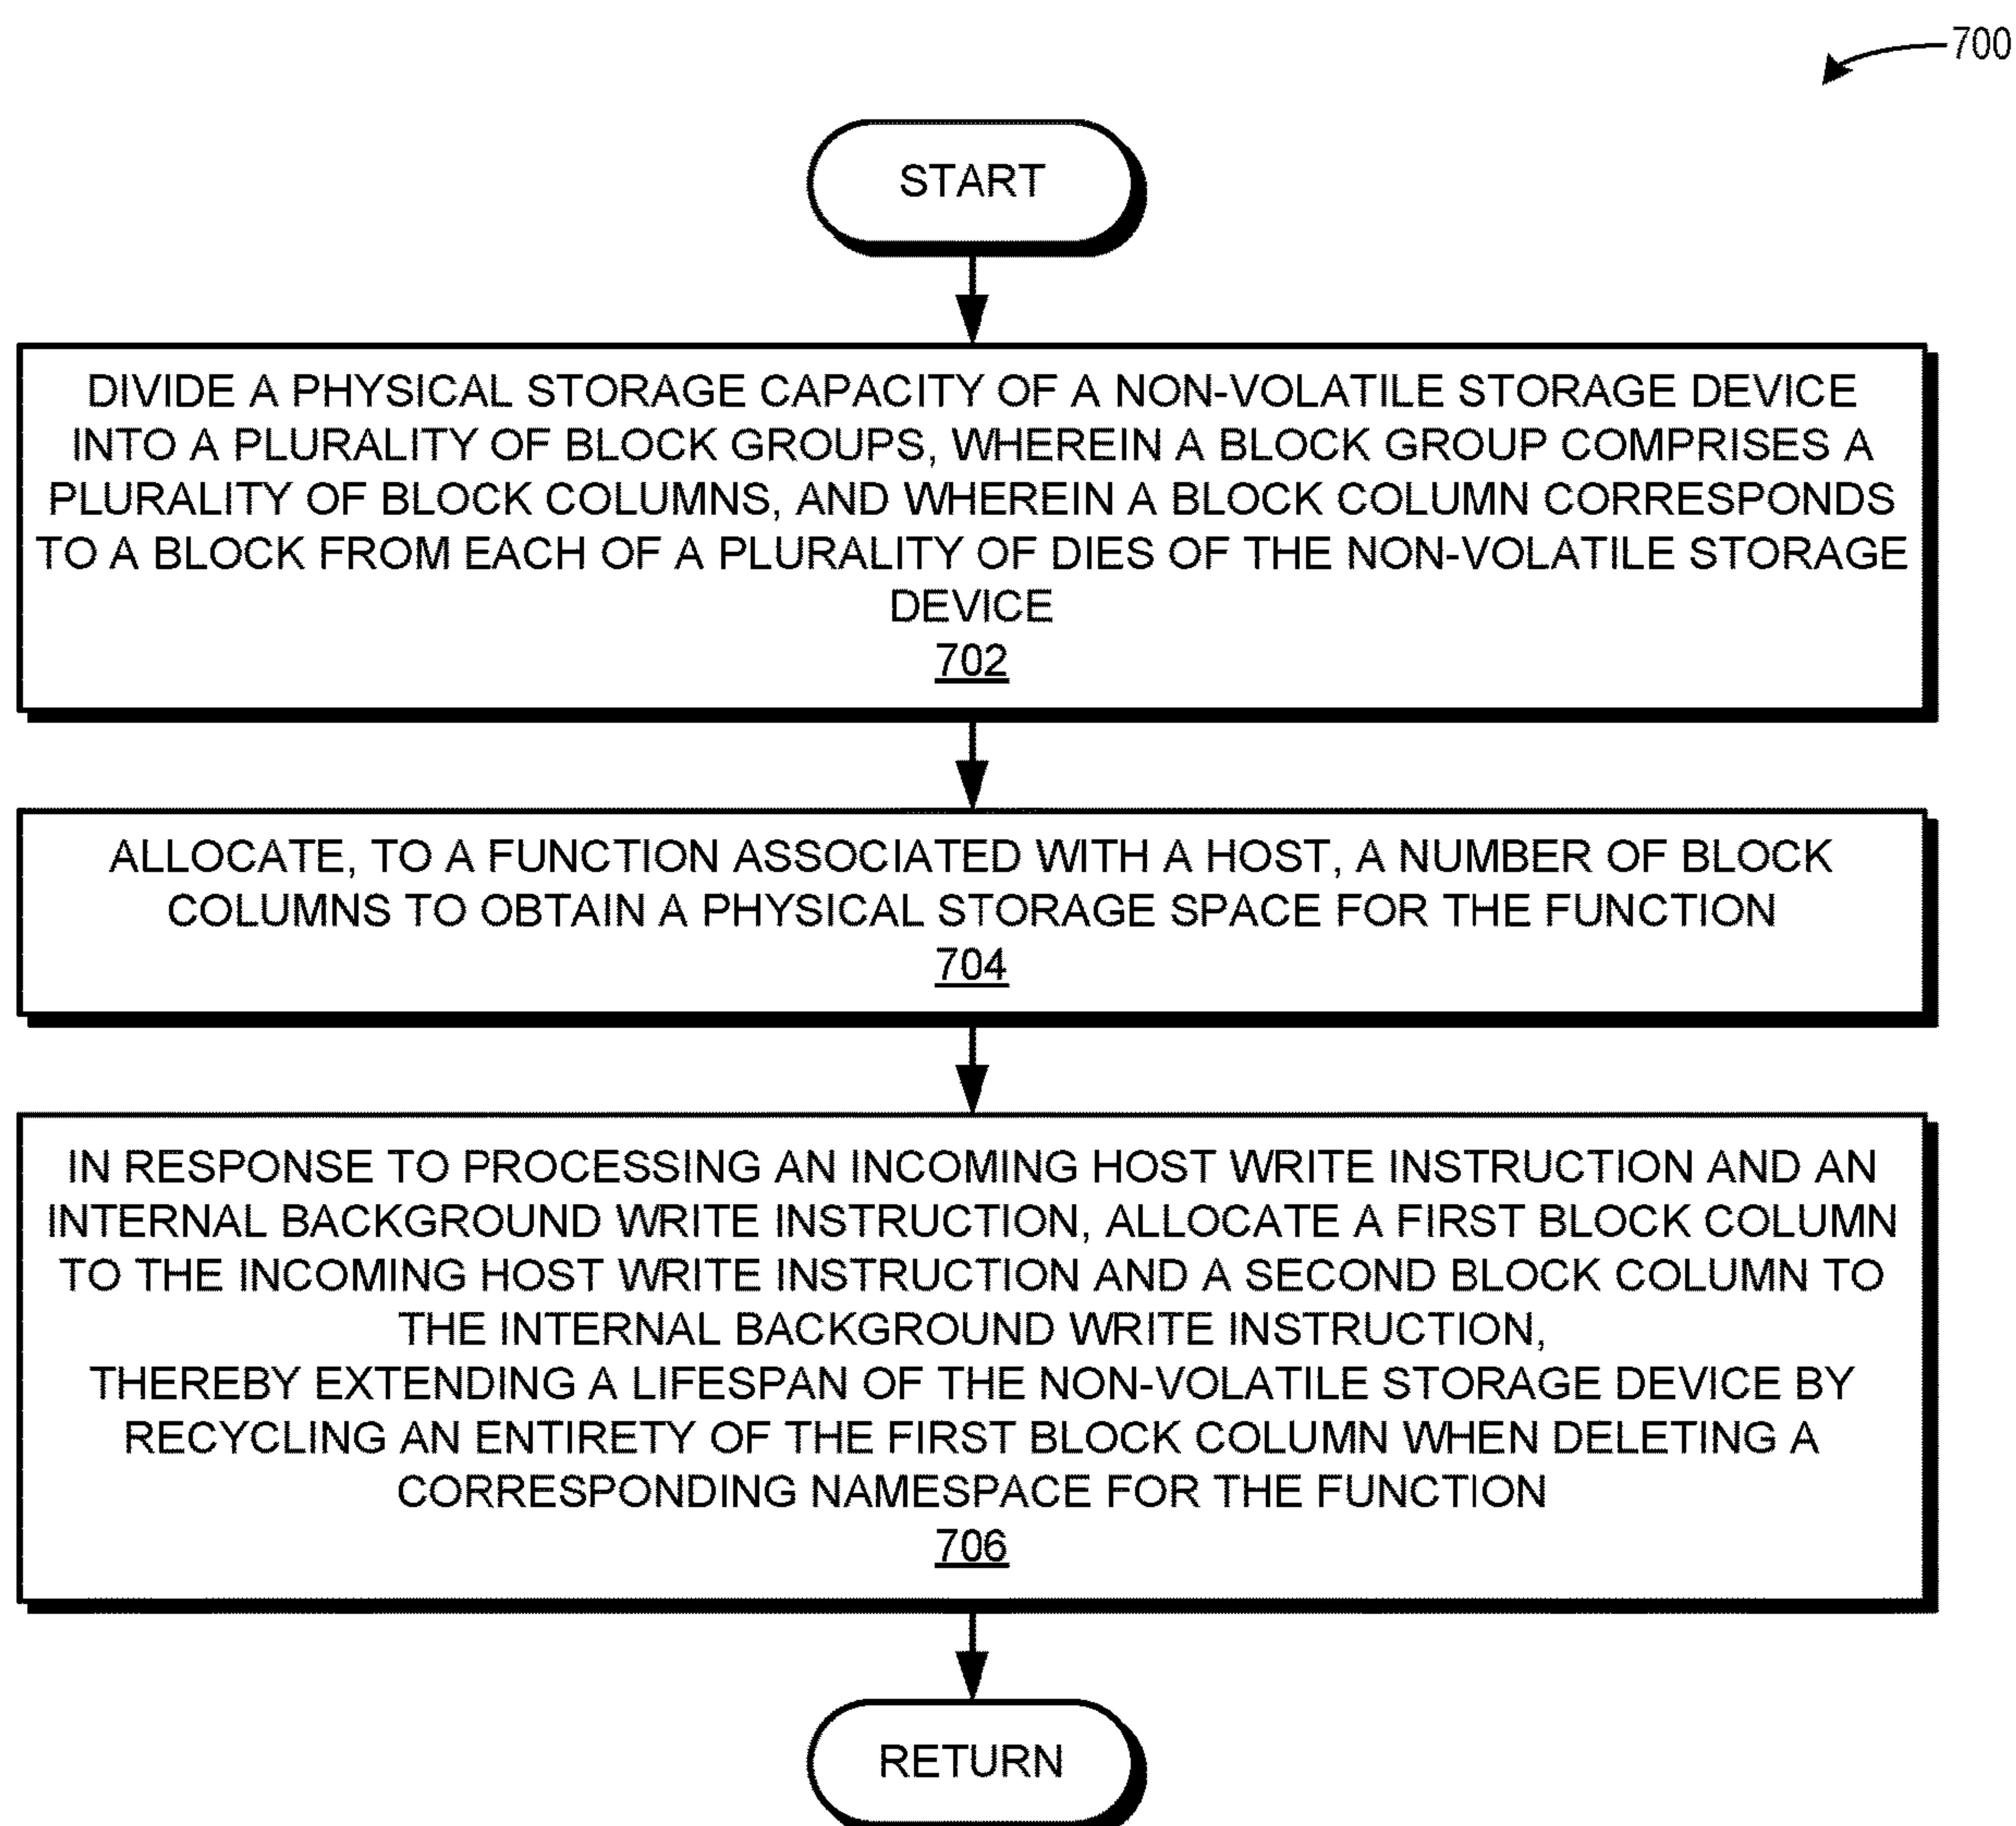 700
START
DIVIDE A PHYSICAL STORAGE CAPACITY OF A NON-VOLATILE STORAGE DEVICE
INTO A PLURALITY OF BLOCK GROUPS, WHEREIN A BLOCK GROUP COMPRISES A
PLURALITY OF BLOCK COLUMNS, AND WHEREIN A BLOCK COLUMN CORRESPONDS
TO A BLOCK FROM EACH OF A PLURALITY OF DIES OF THE NON-VOLATILE STORAGE
DEVICE
702
ALLOCATE, TO A FUNCTION ASSOCIATED WITH A HOST, A NUMBER OF BLOCK
COLUMNS TO OBTAIN A PHYSICAL STORAGE SPACE FOR THE FUNCTION
704
IN RESPONSE TO PROCESSING AN INCOMING HOST WRITE INSTRUCTION AND AN
INTERNAL BACKGROUND WRITE INSTRUCTION, ALLOCATE A FIRST BLOCK COLUMN
TO THE INCOMING HOST WRITE INSTRUCTION AND A SECOND BLOCK COLUMN TO
THE INTERNAL BACKGROUND WRITE INSTRUCTION,
THEREBY EXTENDING A LIFESPAN OF THE NON-VOLATILE STORAGE DEVICE BY
RECYCLING AN ENTIRETY OF THE FIRST BLOCK COLUMN WHEN DELETING A
CORRESPONDING NAMESPACE FOR THE FUNCTION
706
RETURN